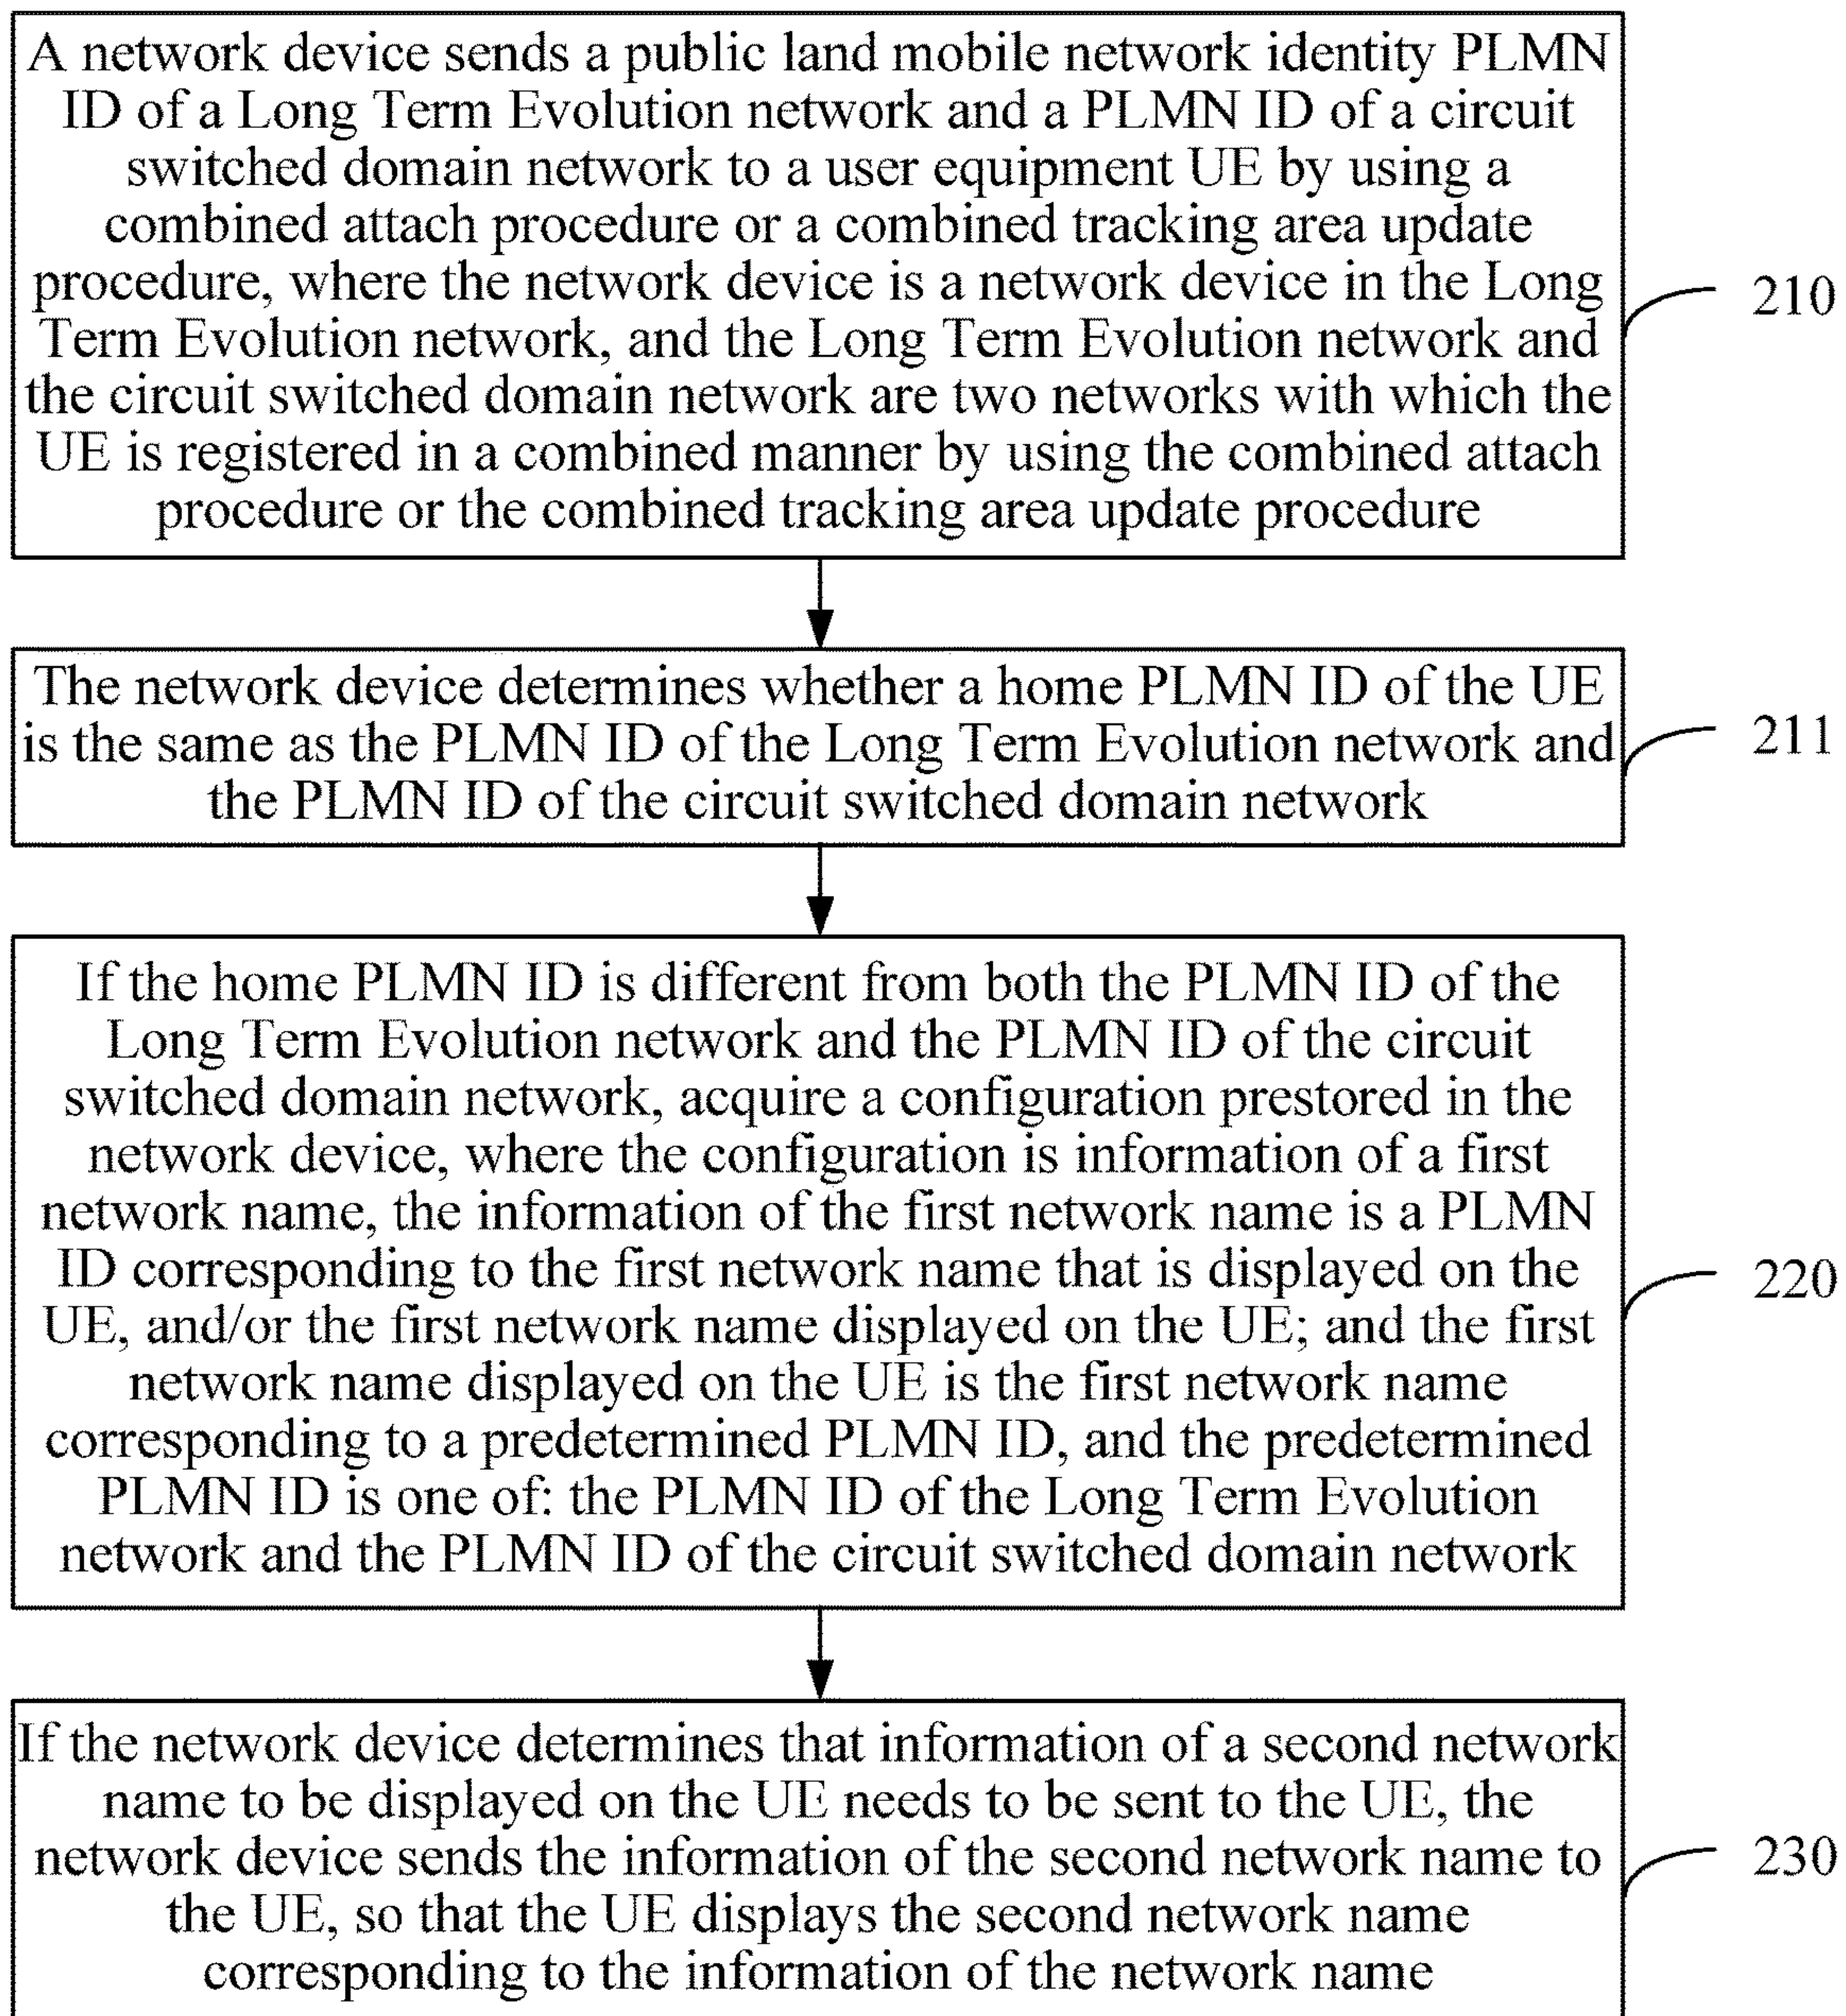 A network device sends a public land mobile network identity PLMN
ID of a Long Term Evolution network and a PLMN ID of a circuit
switched domain network to a user equipment UE by using a
combined attach procedure or a combined tracking area update
procedure, where the network device is a network device in the Long
Term Evolution network, and the Long Term Evolution network and
the circuit switched domain network are two networks with which the
UE is registered in a combined manner by using the combined attach
procedure or the combined tracking area update procedure
210
The network device determines whether a home PLMN ID of the UE
is the same as the PLMN ID of the Long Term Evolution network and
the PLMN ID of the circuit switched domain network
211
If the home PLMN ID is different from both the PLMN ID of the
Long Term Evolution network and the PLMN ID of the circuit
switched domain network, acquire a configuration prestored in the
network device, where the configuration is information of a first
network name, the information of the first network name is a PLMN
ID corresponding to the first network name that is displayed on the
UE, and/or the first network name displayed on the UE; and the first
network name displayed on the UE is the first network name
corresponding to a predetermined PLMN ID, and the predetermined
PLMN ID is one of: the PLMN ID of the Long Term Evolution
network and the PLMN ID of the circuit switched domain network
220
If the network device determines that information of a second network
name to be displayed on the UE needs to be sent to the UE, the
network device sends the information of the second network name to
the UE, so that the UE displays the second network name
corresponding to the information of the network name
230